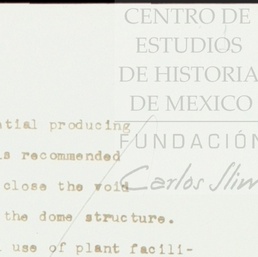 CENTRO DE
ESTUDIOS
DE HISTORIA
DE MEXICO
FUNDACIÓN
Carlos Slim
producing
recommended
close the void
the dome structure.
use of plant facili-